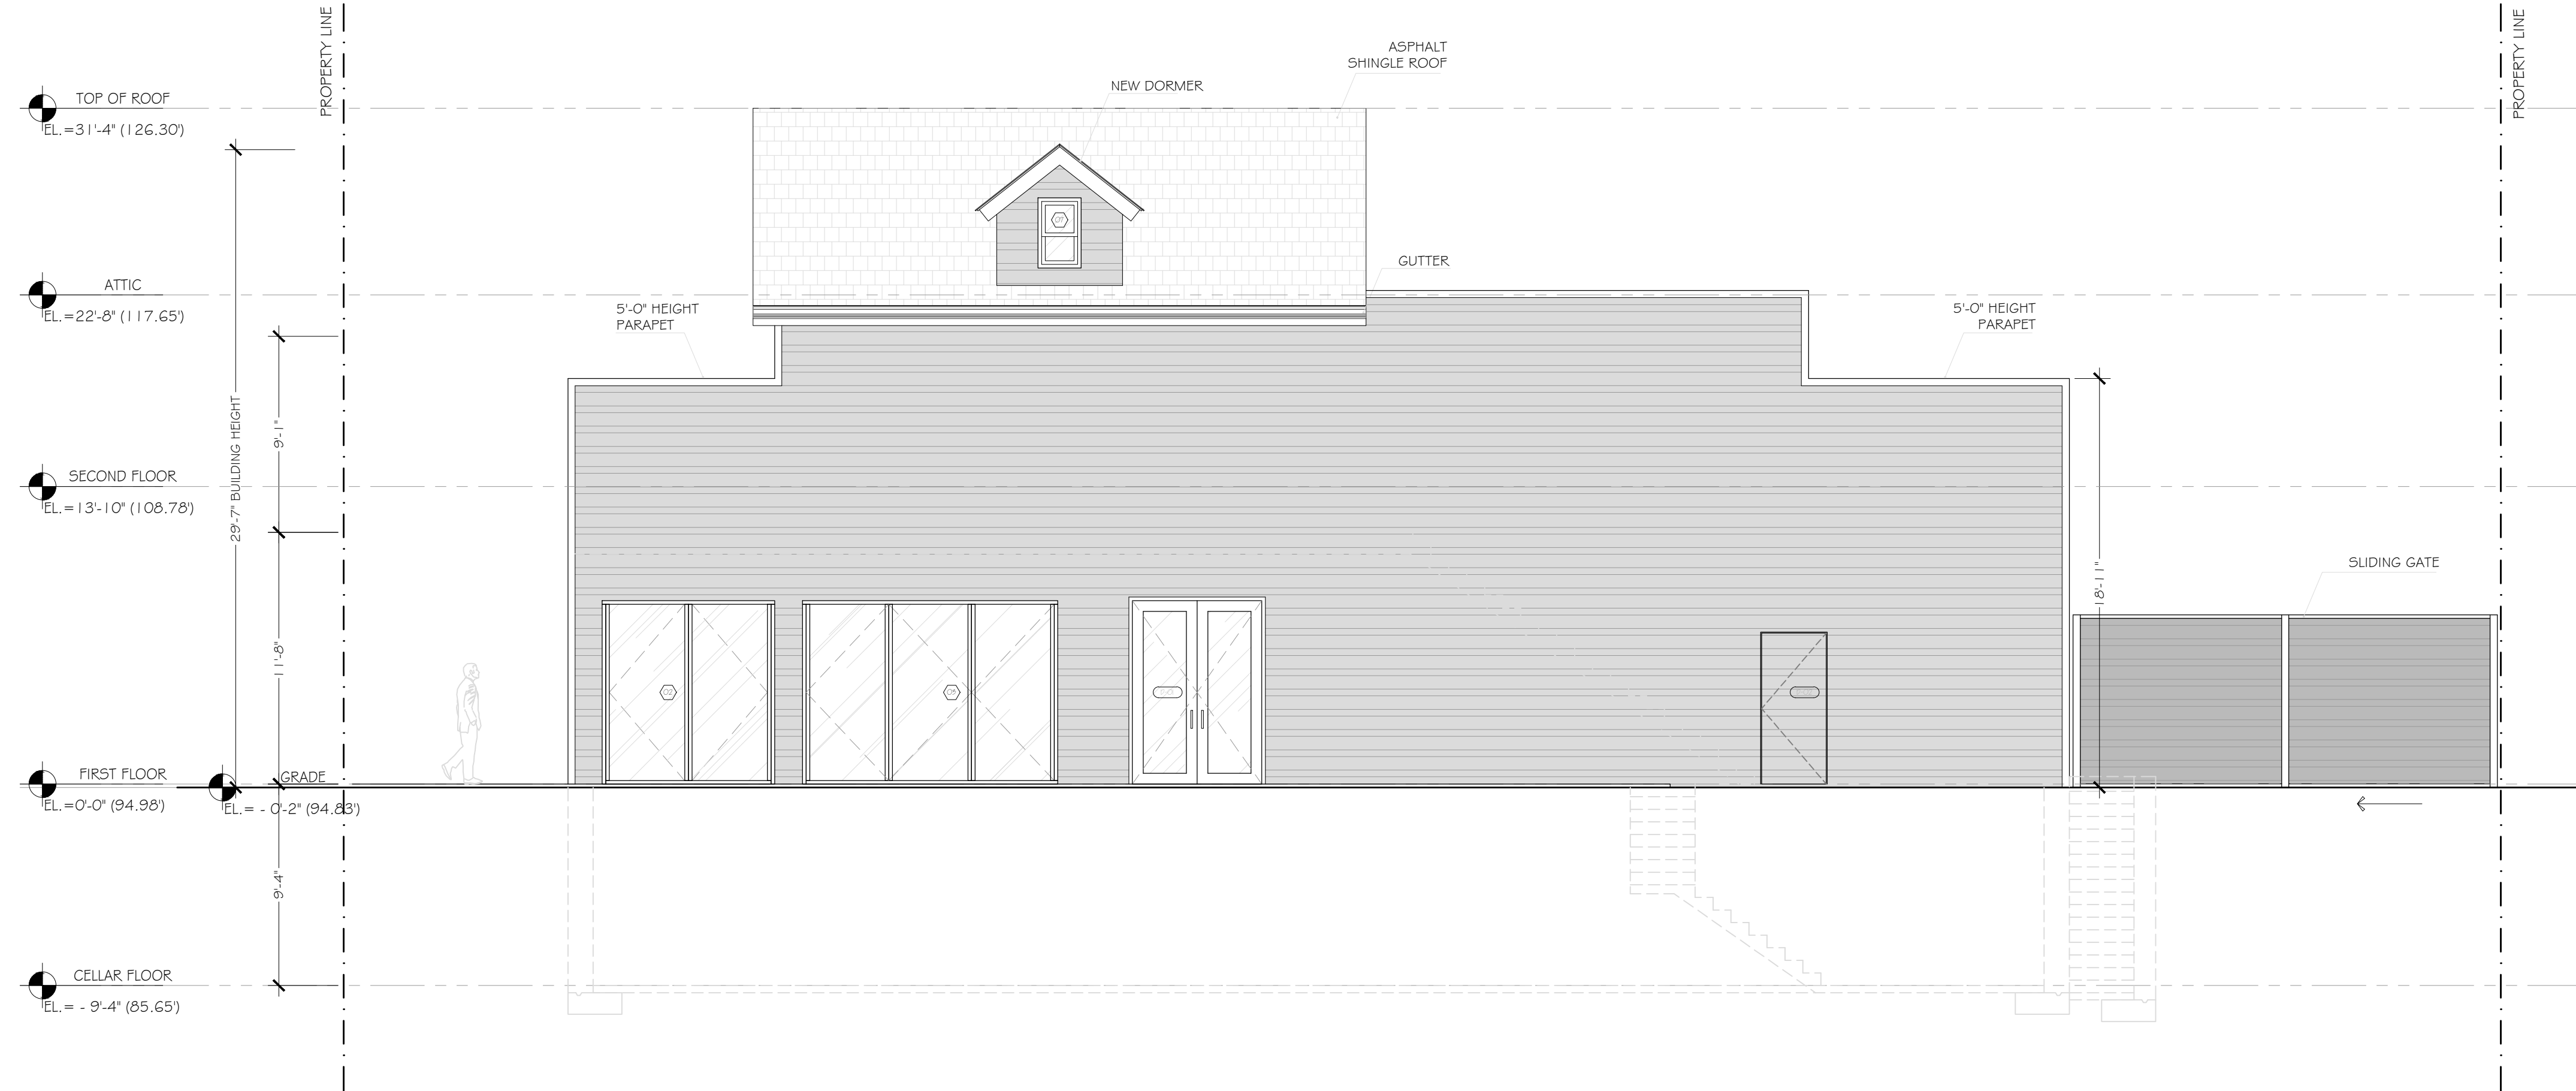 PROPERTY LINE
PROPERTY LINE
ASPHALT
SHINGLE ROOF
NEW DORMER
TOP OF ROOF
EL.=31'-4" (126.30')
07
GUTTER
ATTIC
EL.=22'-8" (117.65')
5'-0" HEIGHT
PARAPET
5'-0" HEIGHT
PARAPET
29'-7" BUILDING HEIGHT
9'-1"
SECOND FLOOR
EL.=13'-10" (108.78')
18'-11"
SLIDING GATE
11'-8"
02
FIRST FLOOR
EL.=0'-0" (94.98')
GRADE
EL.= - 0'-2" (94.83')
9'-4"
CELLAR FLOOR
EL.= - 9'-4" (85.65')